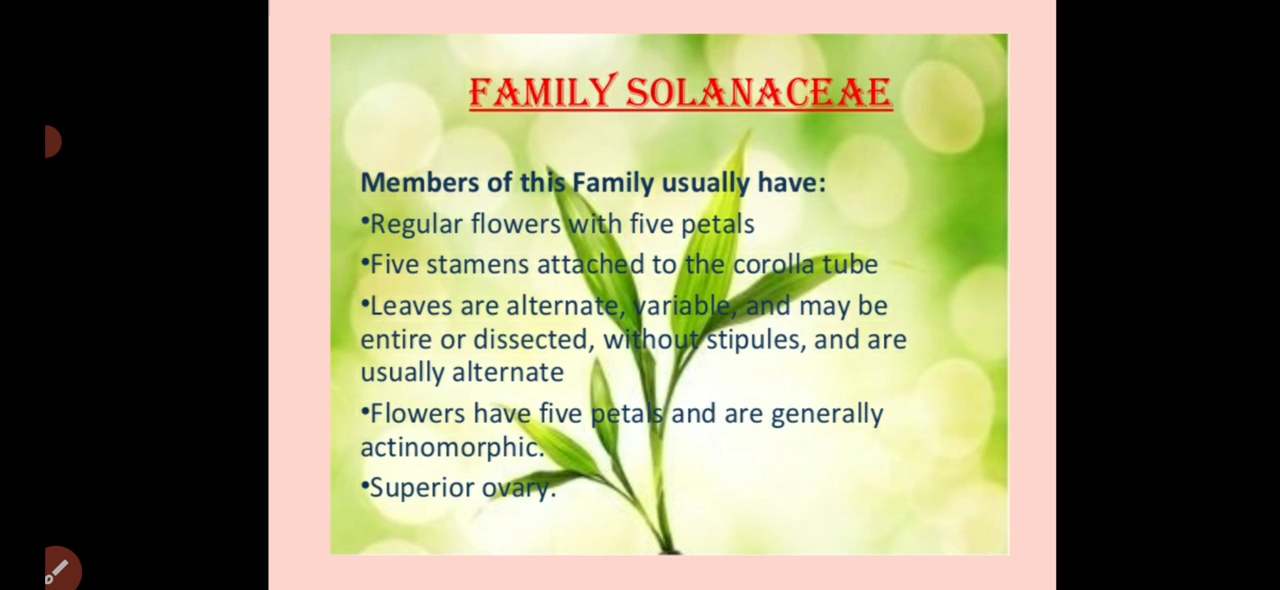 FAMILY SOLANACEAE
Members of this Family usually have:
•Regular flowers with five petals
•Five stamens attached to the corolla tube
•Leaves are alternate, variable, and may be
entire or dissected, without stipules, and are
usually alternate
•Flowers have five petals and are generally
actinomorphic.
•Superior ovary.